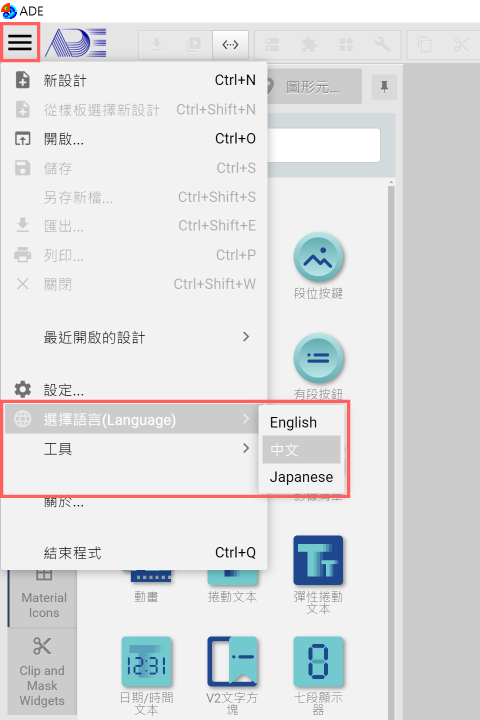 ADE
ADE
圖形元...
新設計 Ctrl+N
從樣板選擇新設計 Ctrl+Shift+N
開啟... Ctrl+O
儲存 Ctrl+S
另存新檔... Ctrl+Shift+S
匯出... Ctrl+Shift+E
列印... Ctrl+P
關閉 Ctrl+Shift+W
最近開啟的設計
設定...
選擇語言(Language)
工具
關於...
結束程式 Ctrl+Q
English
中文
Japanese
段位按鍵
有段按鈕
Material
Icons
Clip and
Mask
Widgets
動畫
捲動文本
彈性捲動
文本
12:31
日期/時間
文本
V2文字方
塊
七段顯示
器